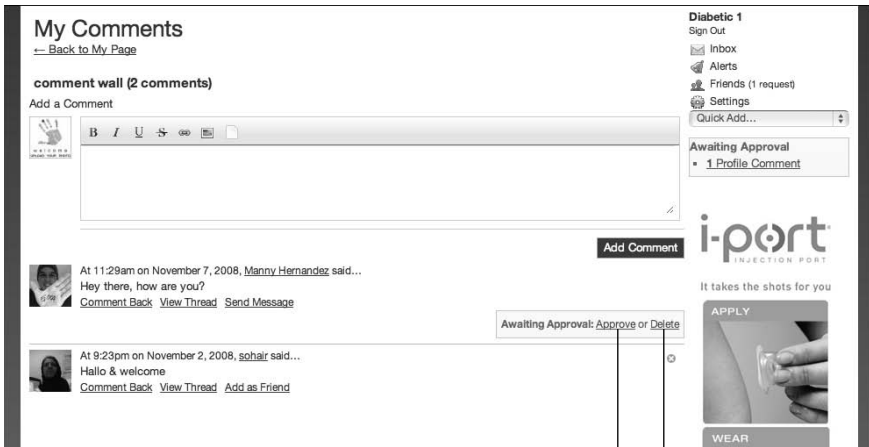 My Comments
← Back to My Page
comment wall (2 comments)
Add a Comment
B I U S
welcome
Add Comment
At 11:29am on November 7, 2008, Manny Hernandez said...
Hey there, how are you?
Comment Back View Thread Send Message
Awaiting Approval: Approve or Delete
At 9:23pm on November 2, 2008, sohair said...
Hallo & welcome
Comment Back View Thread Add as Friend
Diabetic 1
Sign Out
Inbox
Alerts
Friends (1 request)
Settings
Quick Add...
Awaiting Approval
▪ 1 Profile Comment
i-port
INJECTION PORT
It takes the shots for you
APPLY
WEAR